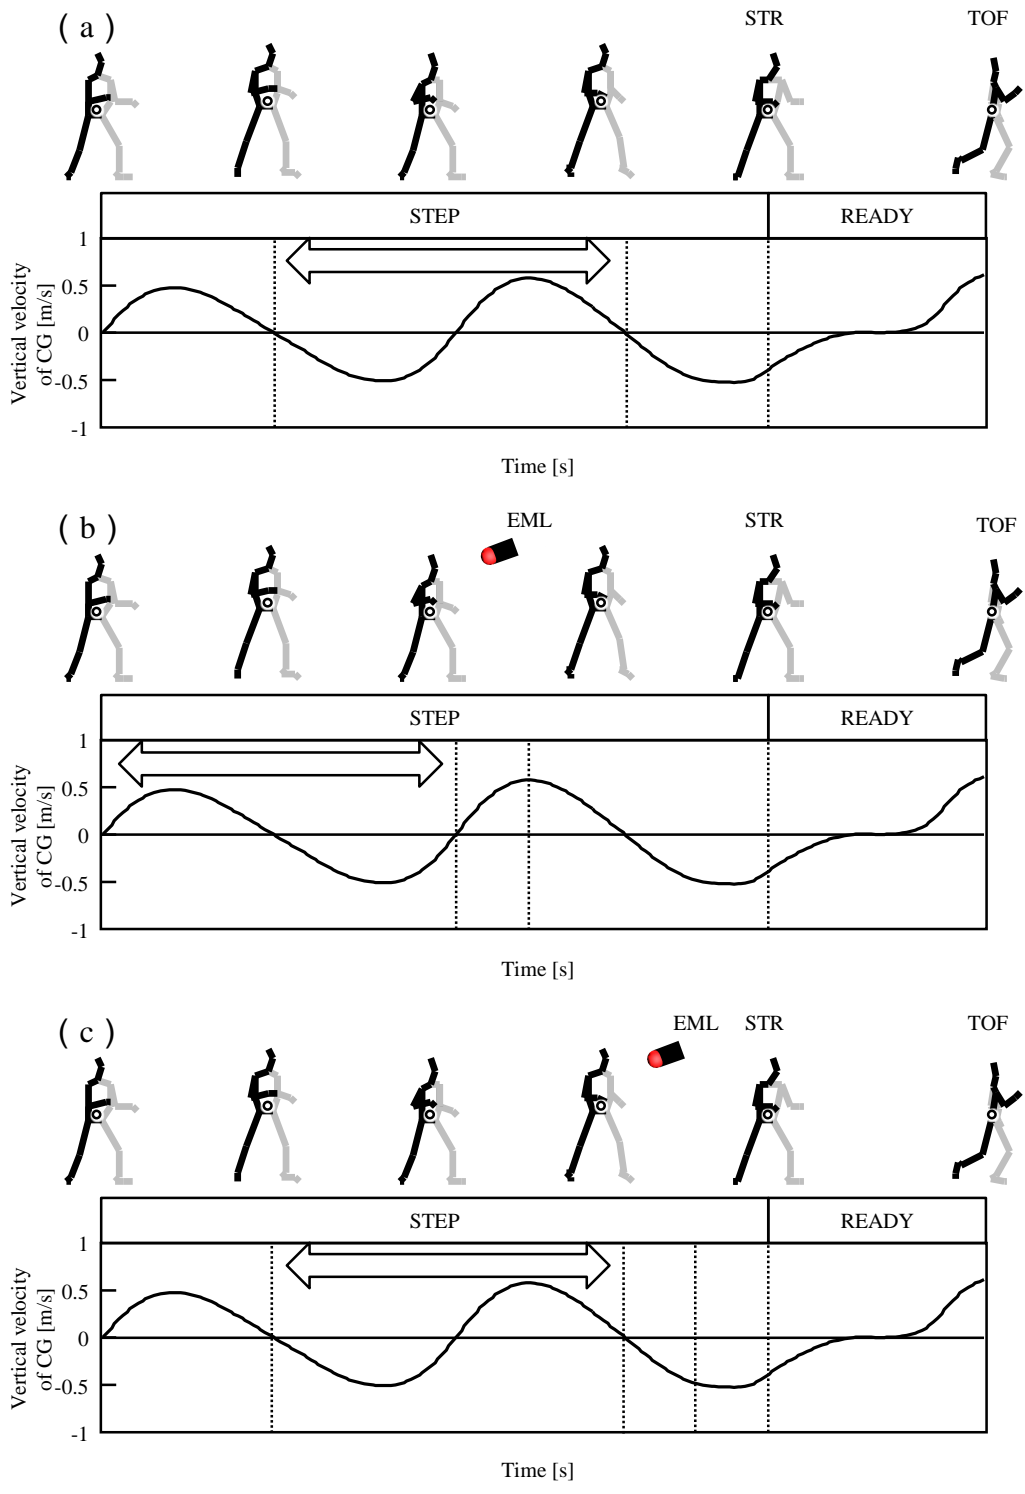 ( a )
STR
TOF
STEP
READY
1
0.5
0
-0.5
-1
Vertical velocity
of CG [m/s]
Time [s]
( b )
EML
STR
TOF
STEP
READY
1
0.5
0
-0.5
-1
Vertical velocity
of CG [m/s]
Time [s]
( c )
EML
STR
TOF
STEP
READY
1
0.5
0
-0.5
-1
Vertical velocity
of CG [m/s]
Time [s]